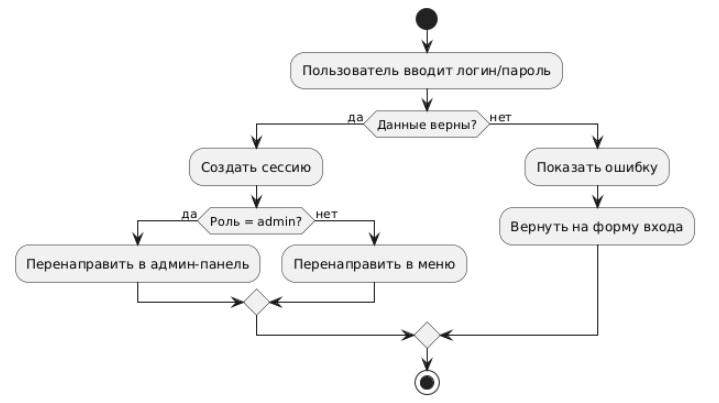 Пользователь вводит логин/пароль
да
Данные верны?
нет
Создать сессию
Показать ошибку
да
Роль = admin?
нет
Вернуть на форму входа
Перенаправить в админ-панель
Перенаправить в меню